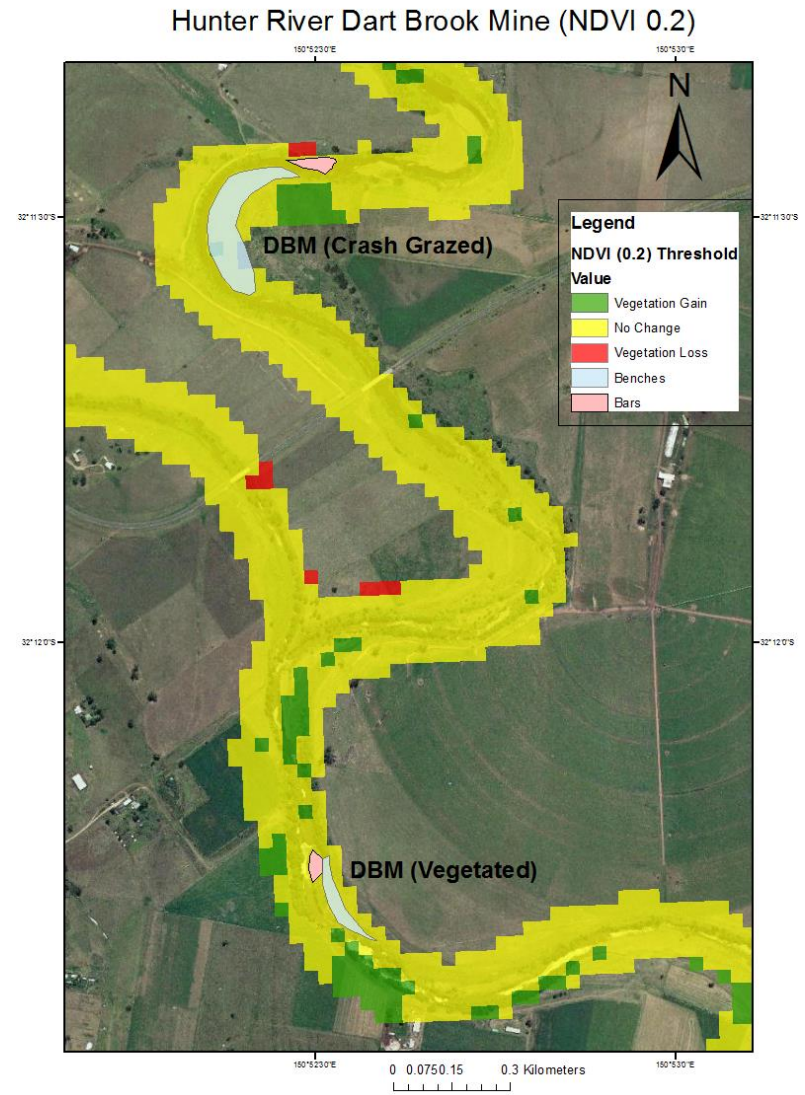 Hunter River Dart Brook Mine (NDVI 0.2)
150°52'30"E
150°53'0"E
N
32°11'30"S
32°11'30"S
Legend
NDVI (0.2) Threshold
Value
Vegetation Gain
No Change
Vegetation Loss
Benches
Bars
DBM (Crash Grazed)
32°12'0"S
32°12'0"S
DBM (Vegetated)
150°52'30"E
150°53'0"E
0 0.075 0.15 0.3 Kilometers